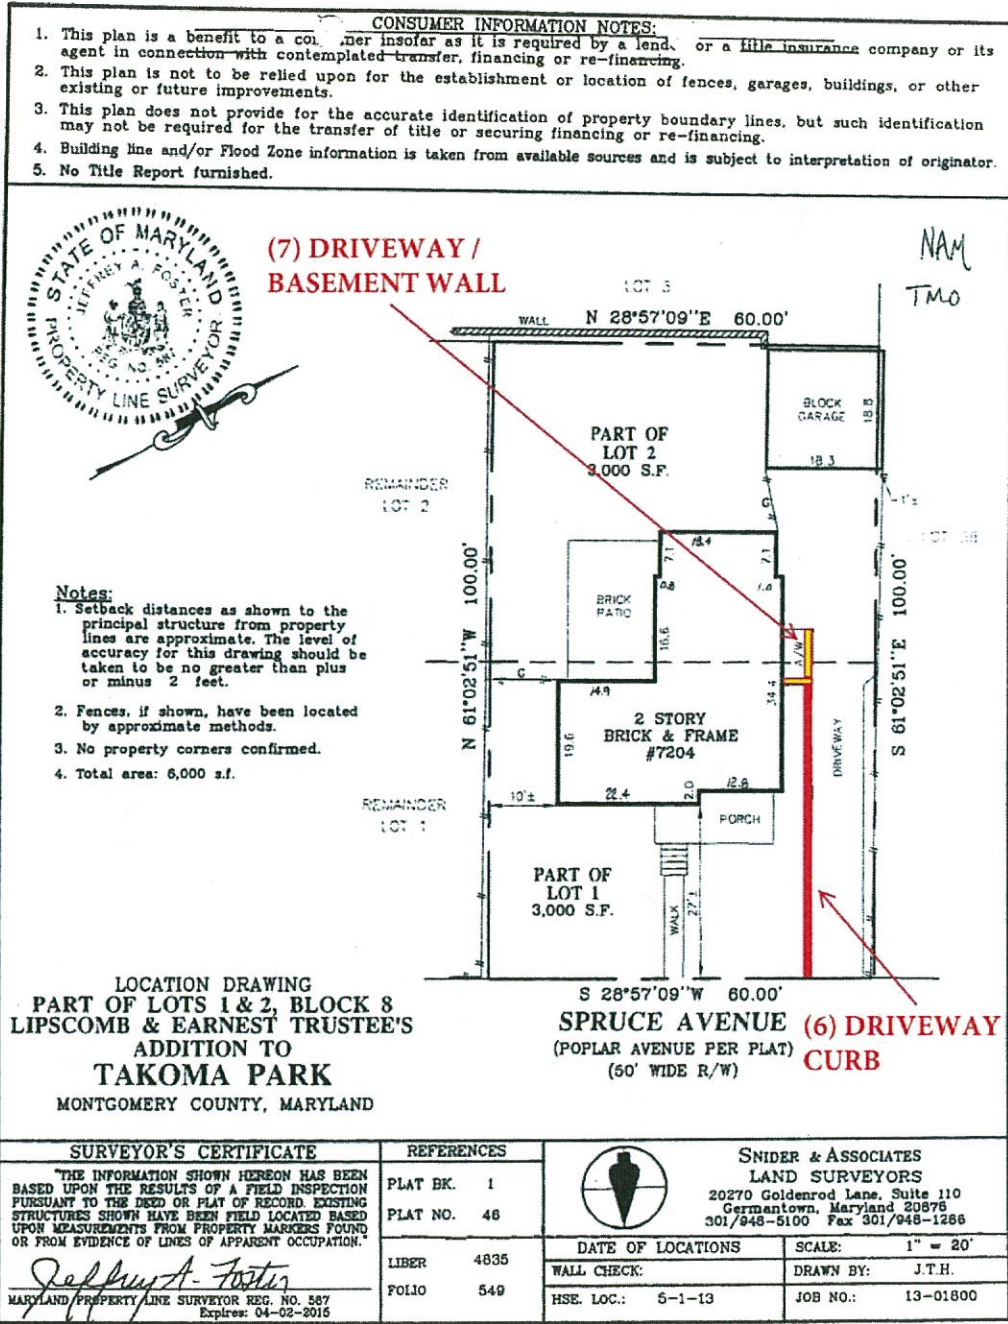 CONSUMER INFORMATION NOTES:
1. This plan is a benefit to a insofar as it is required by a or a title insurance company or its
agent in connection with contemplated transfer, financing or re-financing.
2. This plan is not to be relied upon for the establishment or location of fences, garages, buildings, or other
existing or future improvements.
3. This plan does not provide for the accurate identification of property boundary lines, but such identification
may not be required for the transfer of title or securing financing or re-financing.
4. Building line and/or Flood Zone information is taken from available sources and is subject to interpretation of originator.
5. No Title Report furnished.
STATE OF MARYLAND
JEFFREY A. FOSTER
REG NO. 587
PROPERTY LINE SURVEYOR
(7) DRIVEWAY /
BASEMENT WALL
NAM
TMO
LOT 3
WALL N 28°57'09"E 60.00'
BLOCK
GARAGE
18.8
18.3
PART OF
LOT 2
3,000 S.F.
REMAINDER
LOT 2
G
1'±
LOT 38
18.4
7.1
7.1
0.8
1.0
N 61°02'51"W 100.00'
S 61°02'51"E 100.00'
BRICK
PATIO
16.6
A/W
G
14.9
34.4
Notes:
1. Setback distances as shown to the
principal structure from property
lines are approximate. The level of
accuracy for this drawing should be
taken to be no greater than plus
or minus 2 feet.
2. Fences, if shown, have been located
by approximate methods.
3. No property corners confirmed.
4. Total area: 6,000 s.f.
2 STORY
BRICK & FRAME
#7204
19.6
DRIVEWAY
REMAINDER
LOT 1
10'±
22.4
2.0
12.8
PORCH
PART OF
LOT 1
3,000 S.F.
WALK
27'±
LOCATION DRAWING
PART OF LOTS 1 & 2, BLOCK 8
LIPSCOMB & EARNEST TRUSTEE'S
ADDITION TO
TAKOMA PARK
MONTGOMERY COUNTY, MARYLAND
S 28°57'09"W 60.00'
SPRUCE AVENUE
(POPLAR AVENUE PER PLAT)
(50' WIDE R/W)
(6) DRIVEWAY
CURB
SURVEYOR'S CERTIFICATE
"THE INFORMATION SHOWN HEREON HAS BEEN
BASED UPON THE RESULTS OF A FIELD INSPECTION
PURSUANT TO THE DEED OR PLAT OF RECORD. EXISTING
STRUCTURES SHOWN HAVE BEEN FIELD LOCATED BASED
UPON MEASUREMENTS FROM PROPERTY MARKERS FOUND
OR FROM EVIDENCE OF LINES OF APPARENT OCCUPATION."
Jeffrey A. Foster
MARYLAND PROPERTY LINE SURVEYOR REG. NO. 587
Expires: 04-02-2015
REFERENCES
PLAT BK. 1
PLAT NO. 46
LIBER 4835
FOLIO 549
SNIDER & ASSOCIATES
LAND SURVEYORS
20270 Goldenrod Lane, Suite 110
Germantown, Maryland 20876
301/948-5100 Fax 301/948-1286
DATE OF LOCATIONS
WALL CHECK:
HSE. LOC.: 5-1-13
SCALE: 1" = 20'
DRAWN BY: J.T.H.
JOB NO.: 13-01800